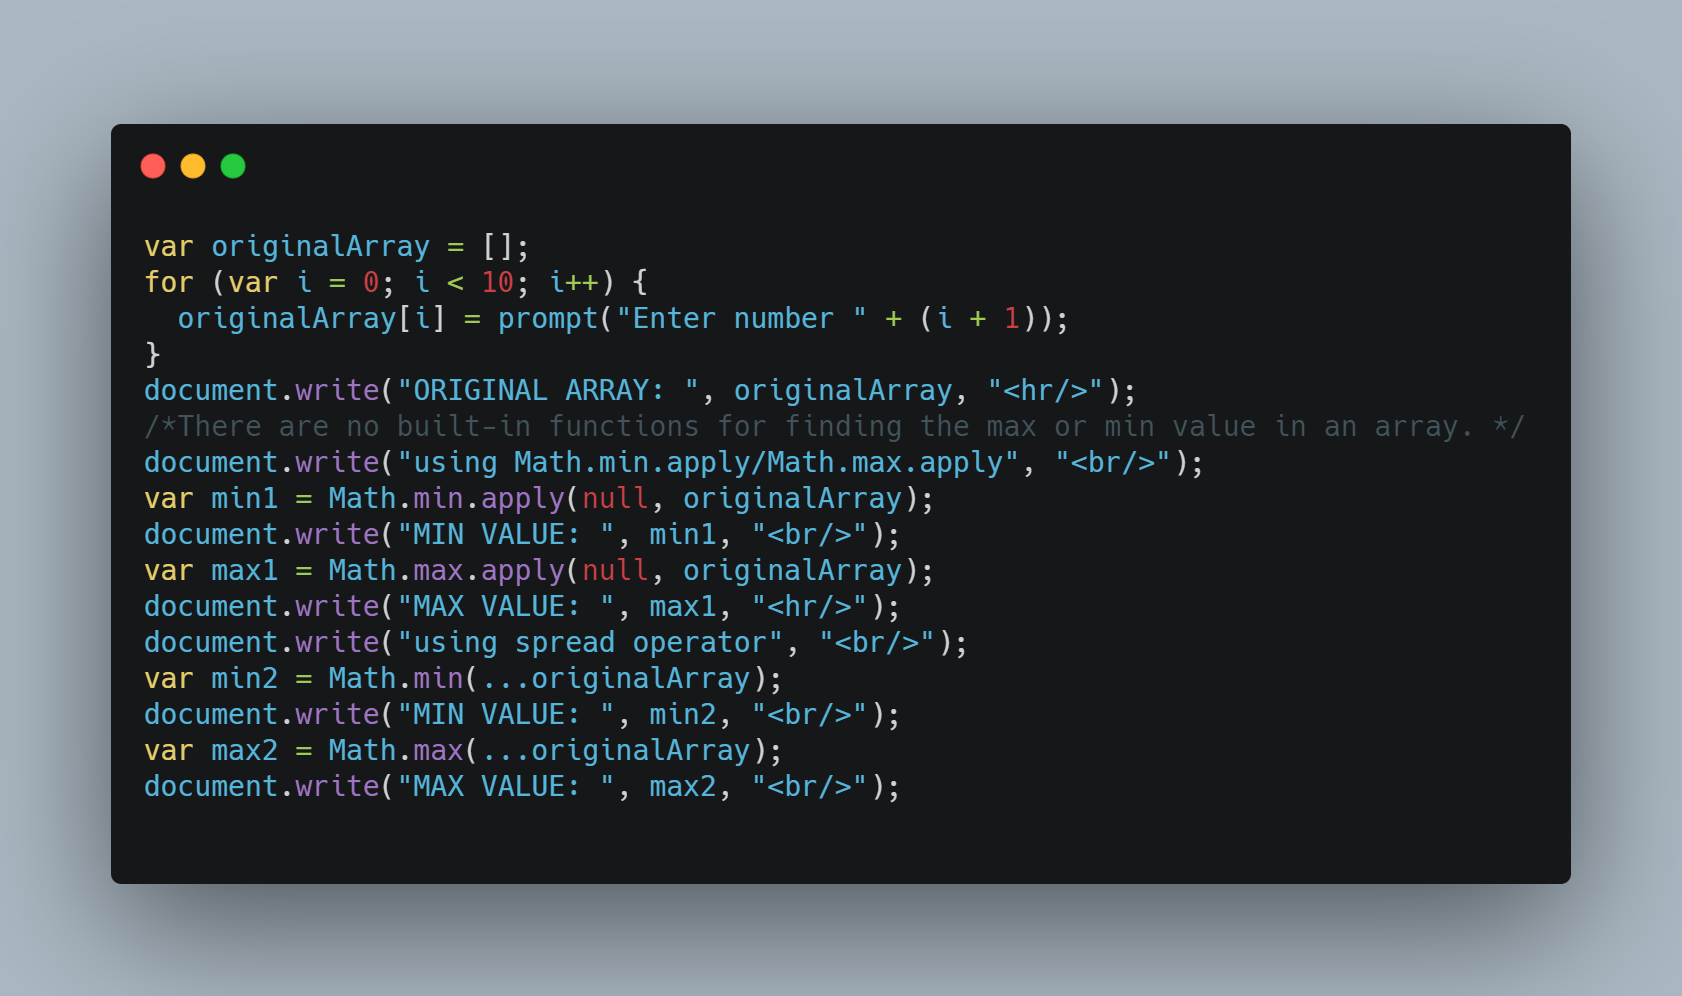 var originalArray = [];
for (var i = 0; i < 10; i++) {
  originalArray[i] = prompt("Enter number " + (i + 1));
}
document.write("ORIGINAL ARRAY: ", originalArray, "<hr/>");
/*There are no built-in functions for finding the max or min value in an array. */
document.write("using Math.min.apply/Math.max.apply", "<br/>");
var min1 = Math.min.apply(null, originalArray);
document.write("MIN VALUE: ", min1, "<br/>");
var max1 = Math.max.apply(null, originalArray);
document.write("MAX VALUE: ", max1, "<hr/>");
document.write("using spread operator", "<br/>");
var min2 = Math.min(...originalArray);
document.write("MIN VALUE: ", min2, "<br/>");
var max2 = Math.max(...originalArray);
document.write("MAX VALUE: ", max2, "<br/>");